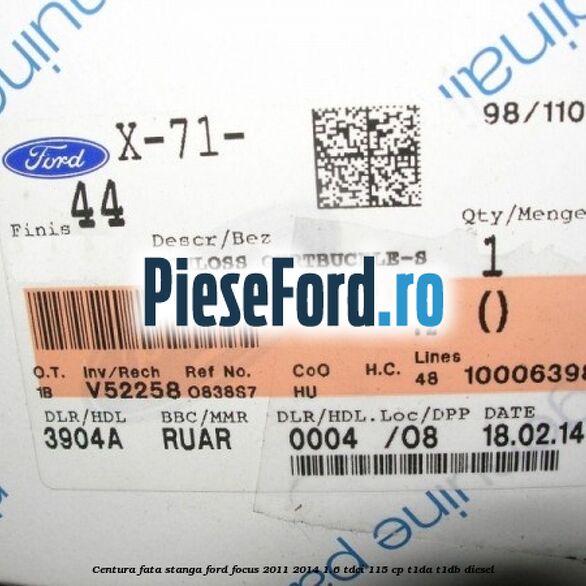 98/110
Ford
X-71-
44
Finis
Descr/Bez
Qty/Menge
1
PieseFord.ro
()
O.T. Inv/Rech Ref No. CoO H.C. Lines
1B V52258 0838S7 HU 48 10006398
DLR/HDL BBC/MMR DLR/HDL.Loc/DPP DATE
3904A RUAR 0004 /08 18.02.14
Centura fata stanga ford focus 2011 2014 1.6 tdci 115 cp t1da t1db diesel